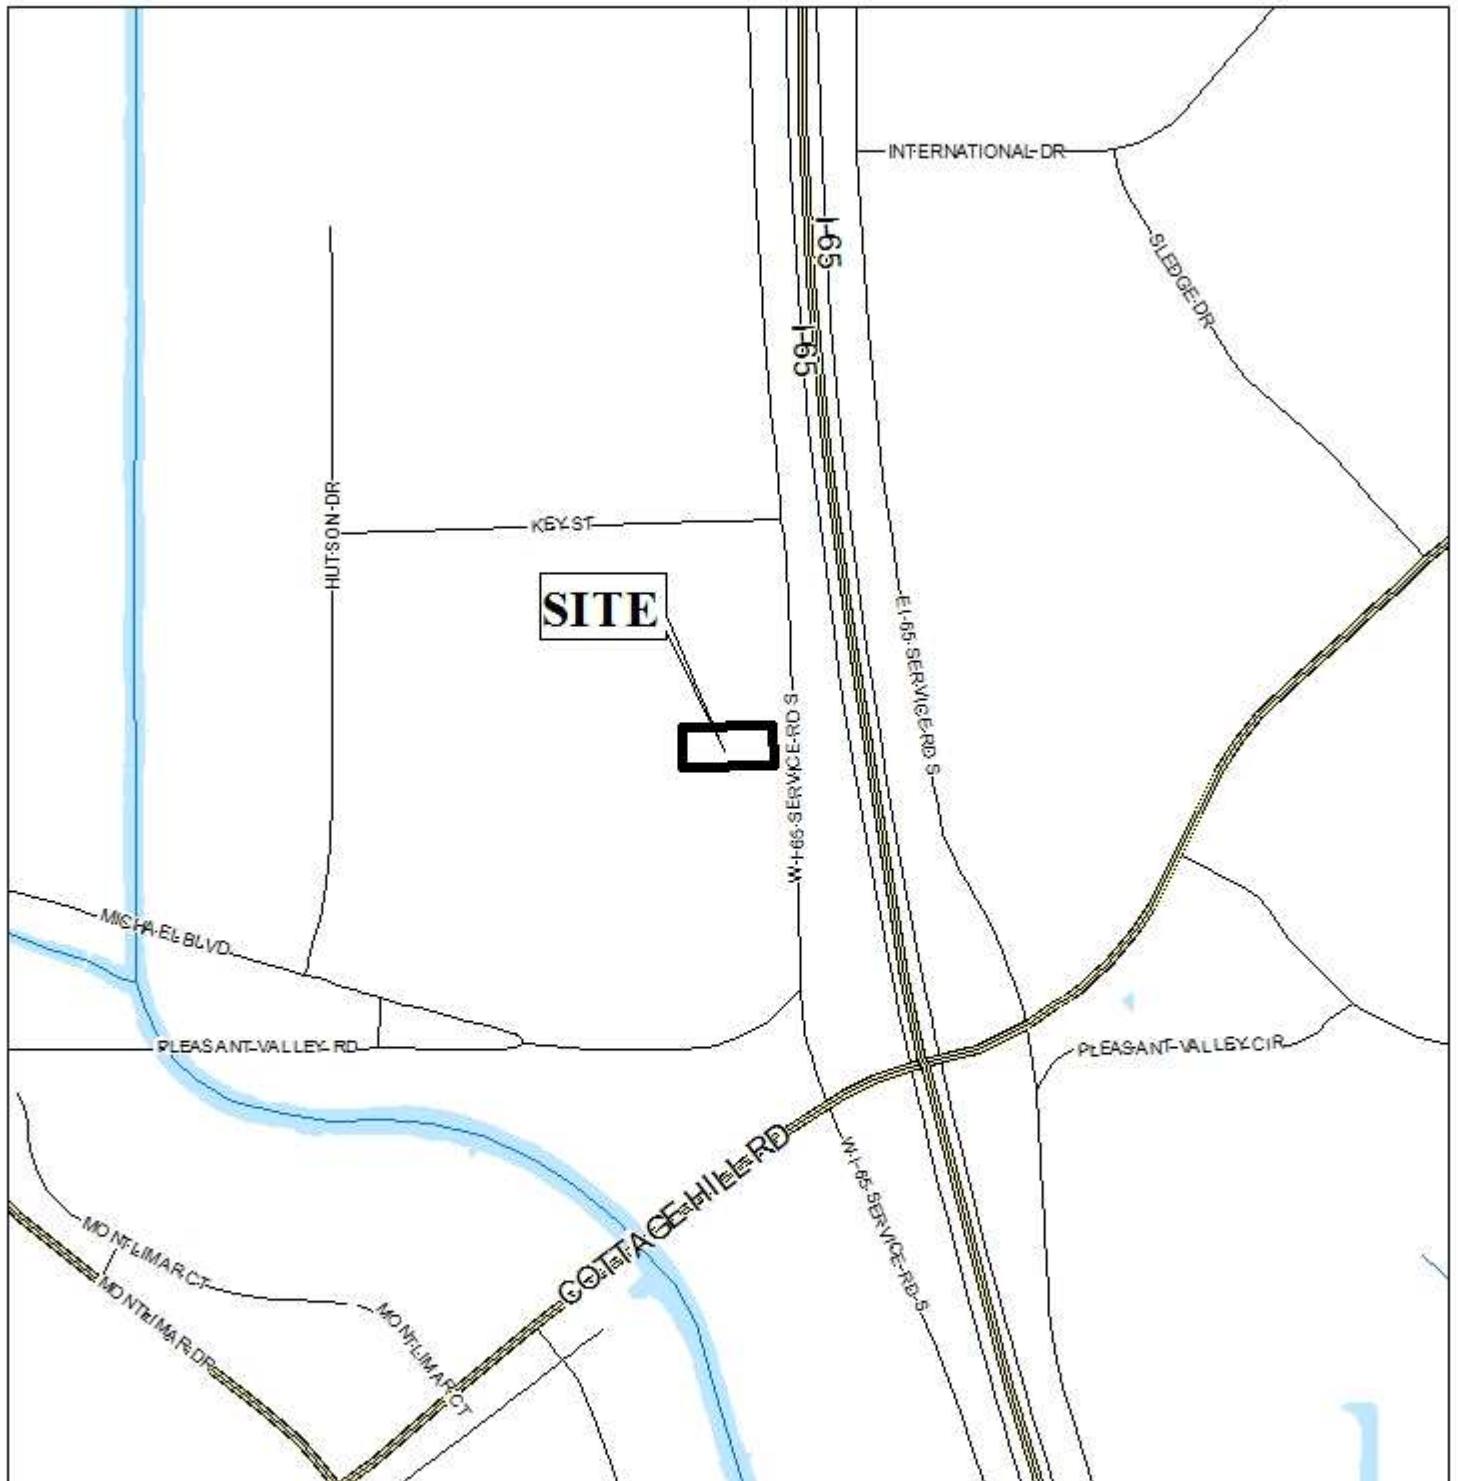 INTERNATIONAL DR
I-65
SLEDGE DR
I-65
HUTSON DR
KEY ST
SITE
E I-65 SERVICE RD S
W I-65 SERVICE RD S
MICHAEL BLVD
PLEASANT VALLEY RD
PLEASANT VALLEY CIR
COTTAGE HILL RD
W I-65 SERVICE RD S
MONTLIMAR CT
MONTLIMAR DR
MONTLIMAR CT